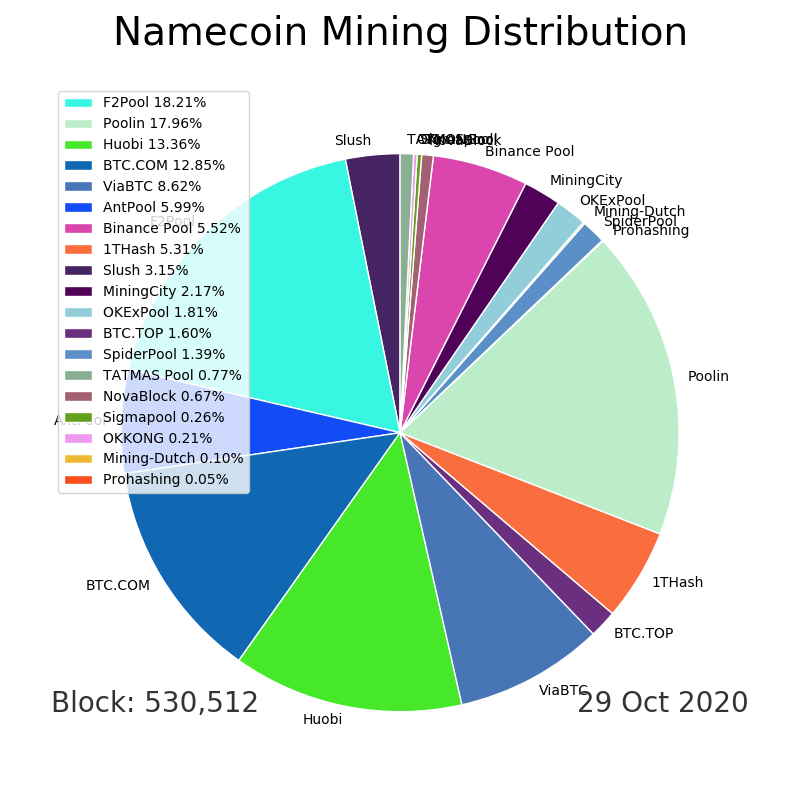 Namecoin Mining Distribution
F2Pool 18.21%
Poolin 17.96%
Huobi 13.36%
BTC.COM 12.85%
ViaBTC 8.62%
AntPool 5.99%
Binance Pool 5.52%
1THash 5.31%
Slush 3.15%
MiningCity 2.17%
OKExPool 1.81%
BTC.TOP 1.60%
SpiderPool 1.39%
TATMAS Pool 0.77%
NovaBlock 0.67%
Sigmapool 0.26%
OKKONG 0.21%
Mining-Dutch 0.10%
Prohashing 0.05%
Slush
Binance Pool
MiningCity
OKExPool
Mining-Dutch
SpiderPool
Prohashing
F2Pool
Poolin
AntPool
BTC.COM
1THash
BTC.TOP
ViaBTC
Huobi
Block: 530,512
29 Oct 2020